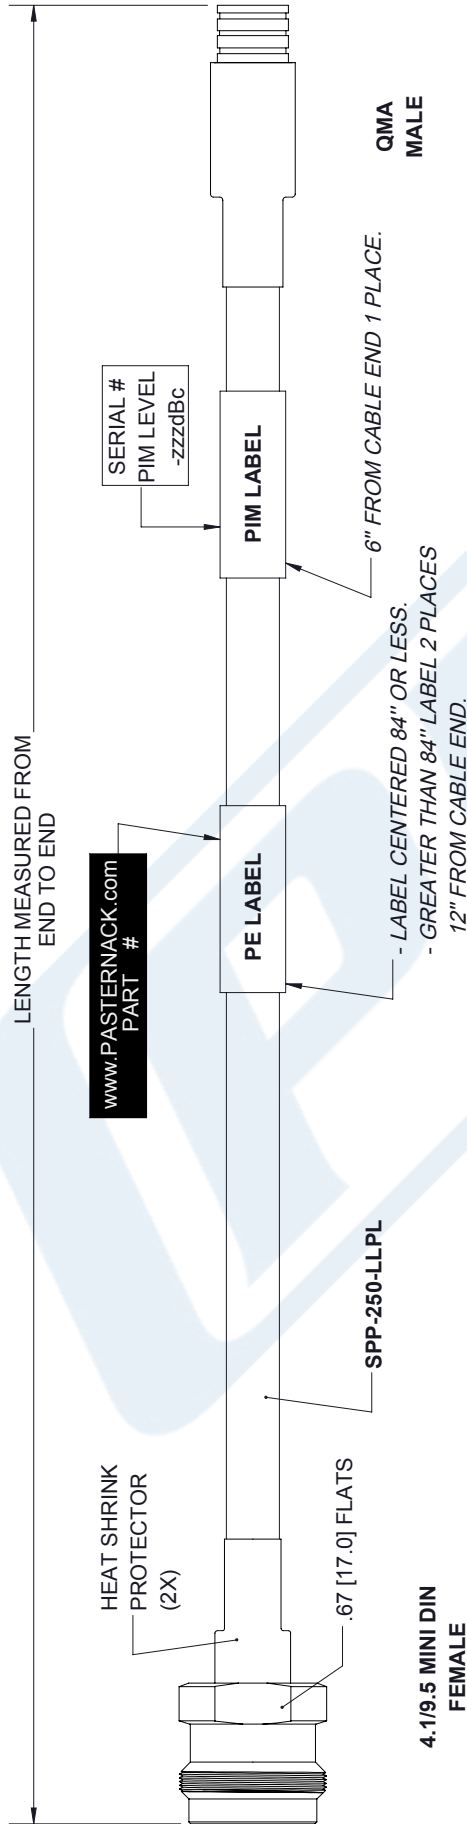 LENGTH MEASURED FROM
END TO END
HEAT SHRINK
PROTECTOR
(2X)
www.PASTERNACK.com
PART #
SERIAL #
PIM LEVEL
-zzzdBc
PE LABEL
PIM LABEL
.67 [17.0] FLATS
SPP-250-LLPL
- LABEL CENTERED 84" OR LESS.
- GREATER THAN 84" LABEL 2 PLACES
12" FROM CABLE END.
6" FROM CABLE END 1 PLACE.
4.1/9.5 MINI DIN
FEMALE
QMA
MALE